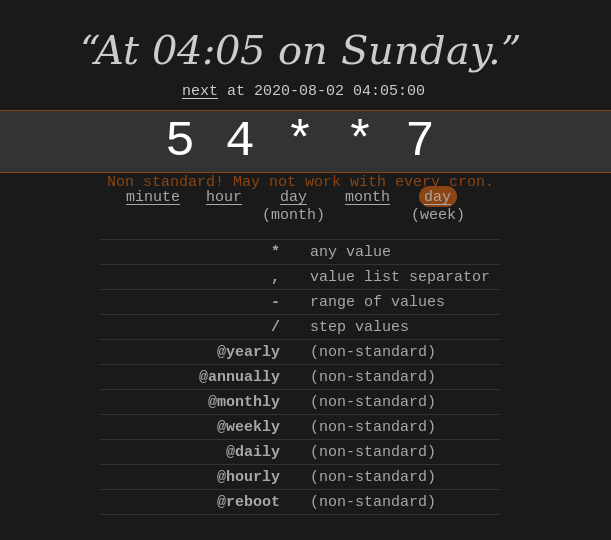 “At 04:05 on Sunday.”
next at 2020-08-02 04:05:00
5 4 * * 7
Non standard! May not work with every cron.
minute hour day month day
(month) (week)
* any value
, value list separator
- range of values
/ step values
@yearly (non-standard)
@annually (non-standard)
@monthly (non-standard)
@weekly (non-standard)
@daily (non-standard)
@hourly (non-standard)
@reboot (non-standard)